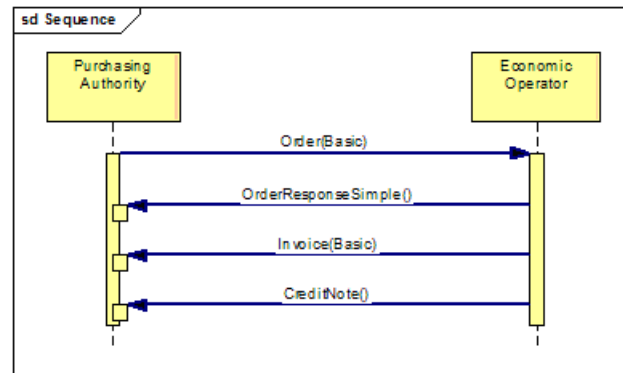 sd Sequence
Purchasing
Authority
Economic
Operator
Order(Basic)
OrderResponseSimple()
Invoice(Basic)
CreditNote()